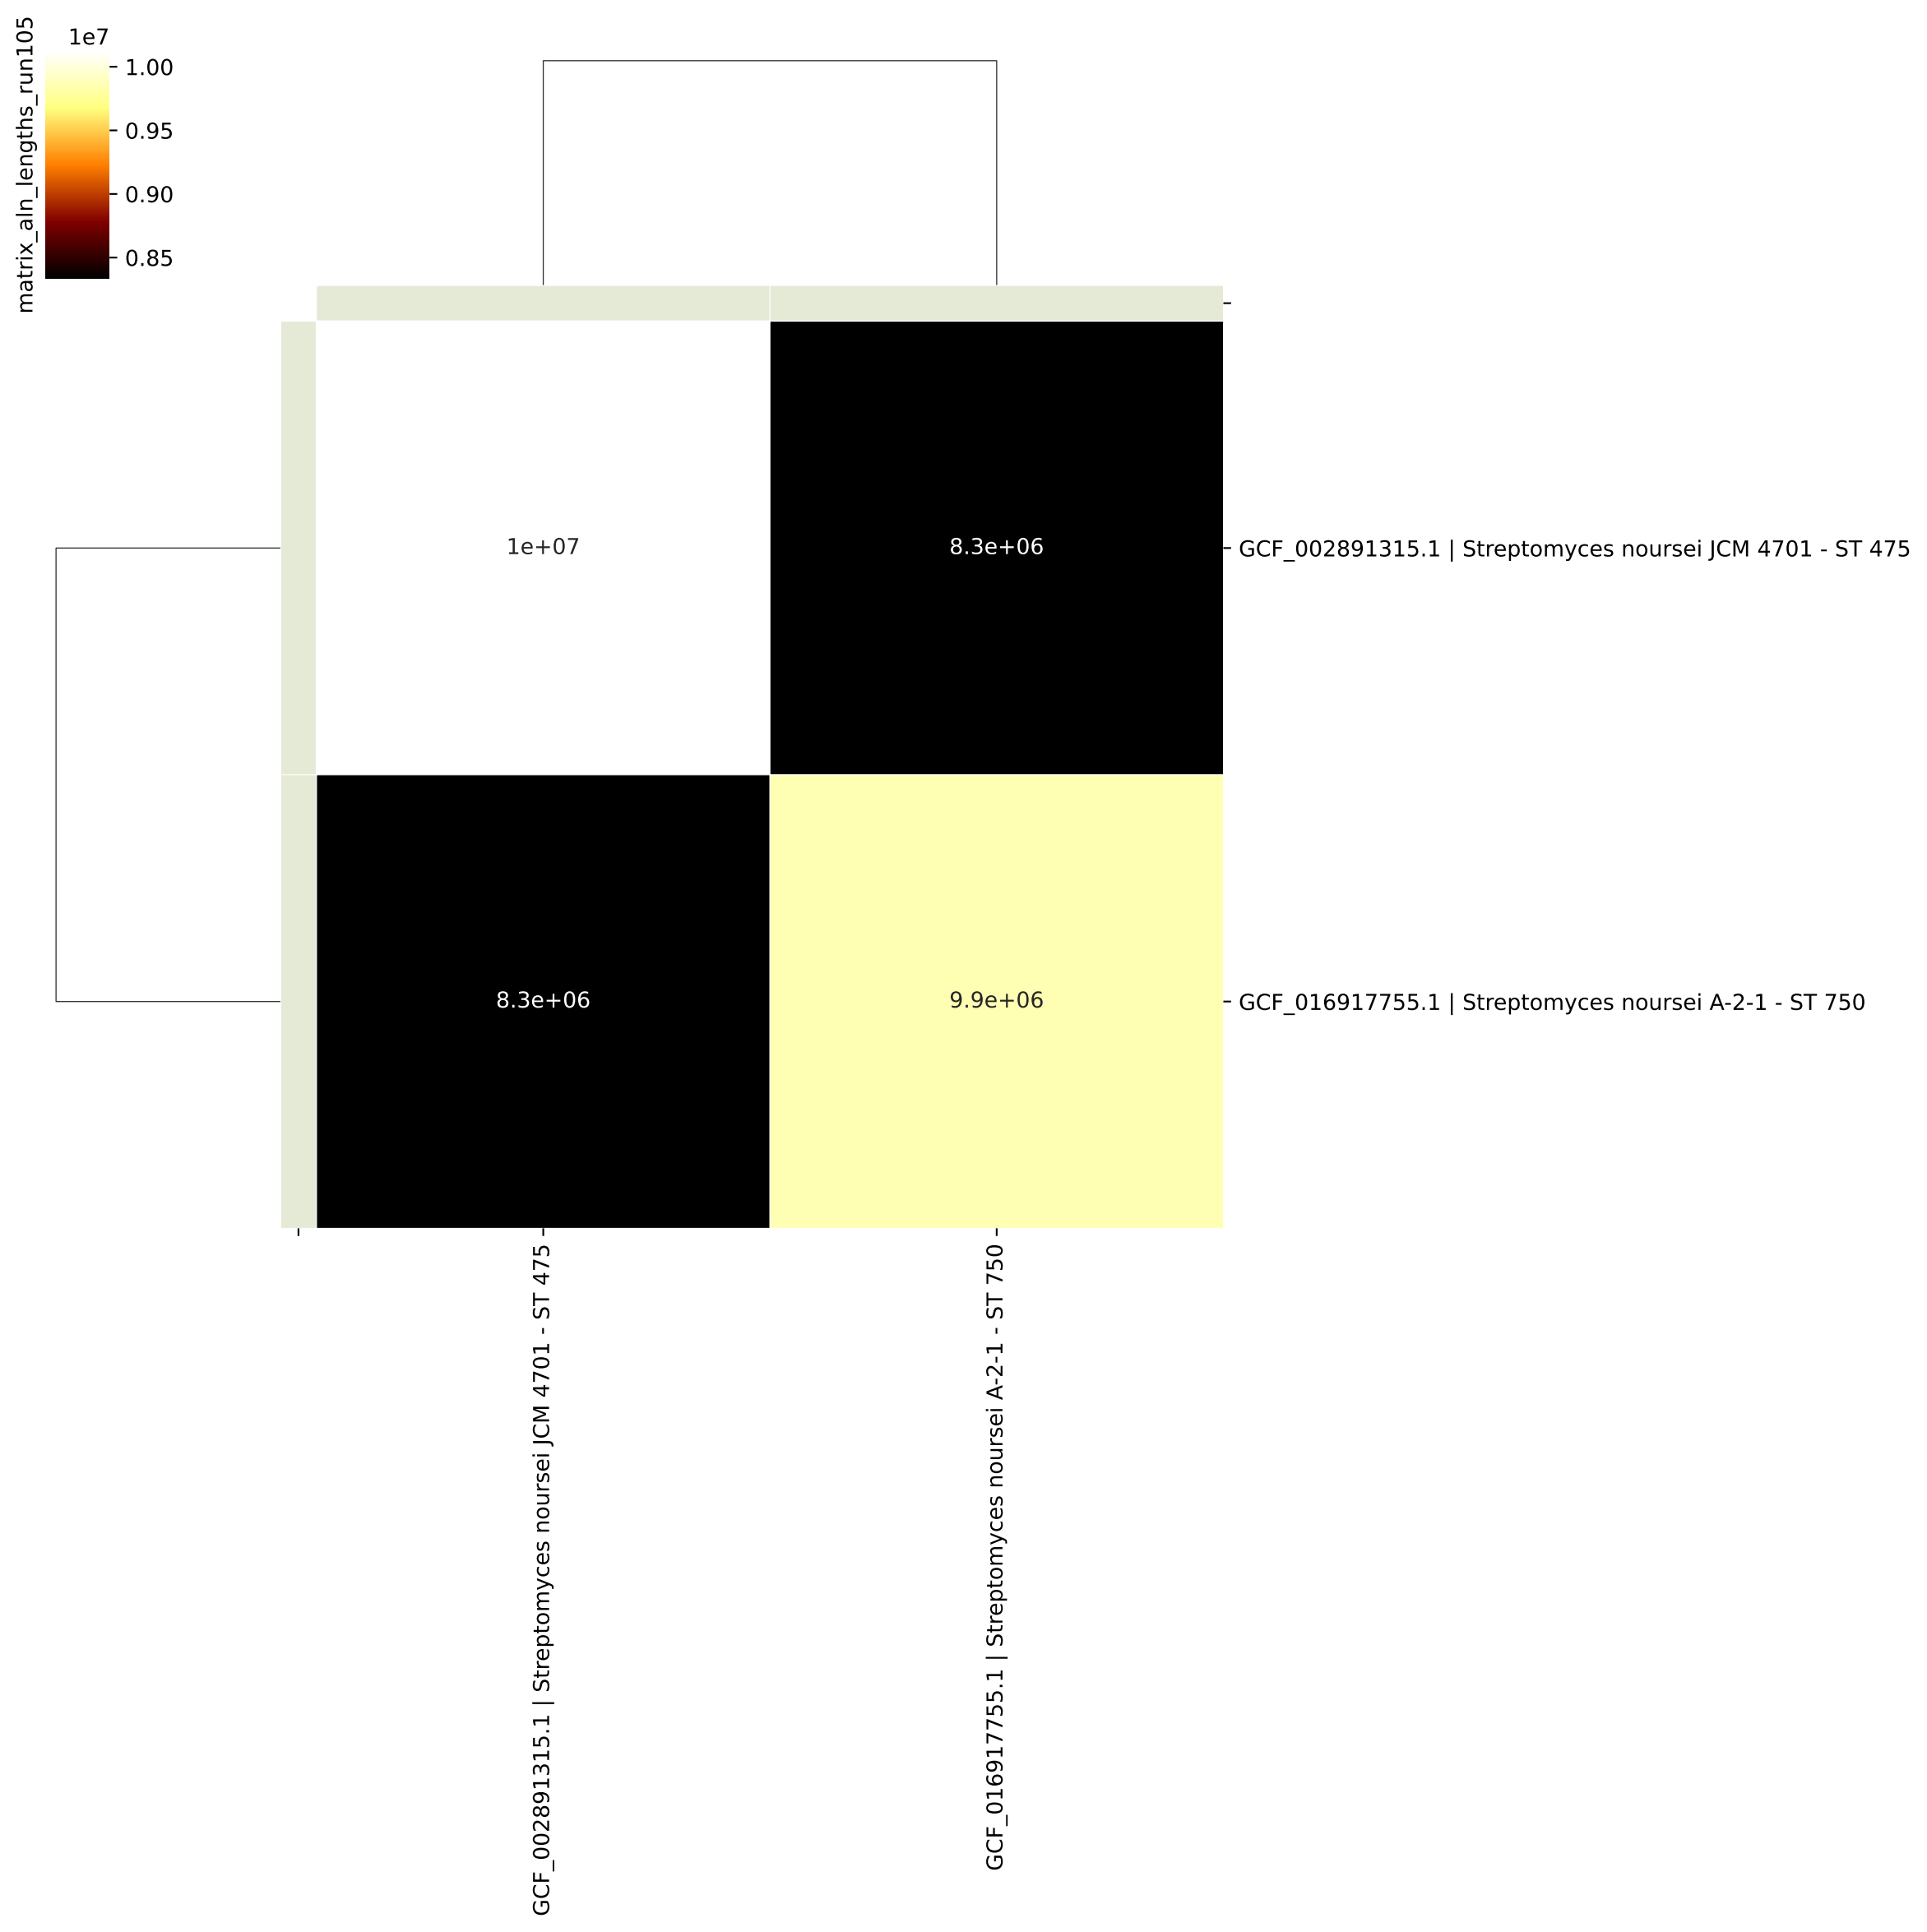 matrix_aln_lengths_run105
1e7
1.00
0.95
0.90
0.85
1e+07
8.3e+06
GCF_002891315.1 | Streptomyces noursei JCM 4701 - ST 475
8.3e+06
9.9e+06
GCF_016917755.1 | Streptomyces noursei A-2-1 - ST 750
GCF_002891315.1 | Streptomyces noursei JCM 4701 - ST 475
GCF_016917755.1 | Streptomyces noursei A-2-1 - ST 750